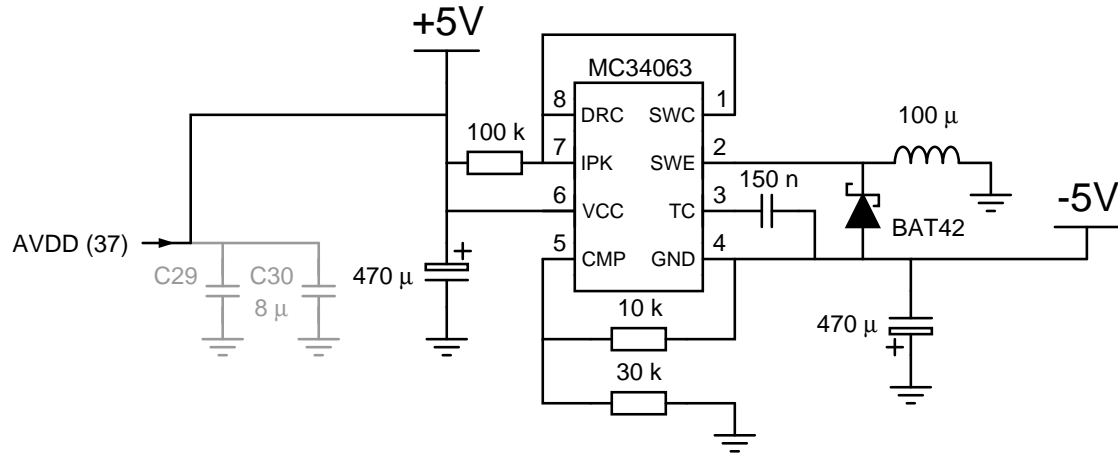 +5V
MC34063
8
DRC
SWC
1
100 k
7
IPK
SWE
2
100 μ
150 n
6
VCC
TC
3
-5V
AVDD (37)
5
CMP
GND
4
BAT42
C29
C30
8 μ
470 μ
+
10 k
470 μ
+
30 k